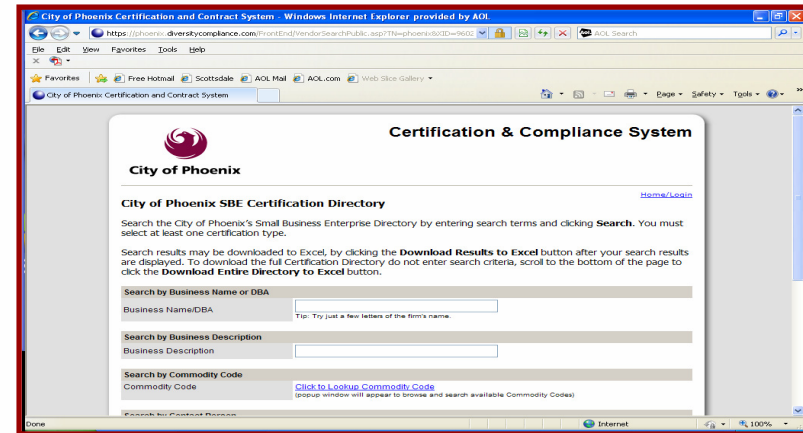 City of Phoenix Certification and Contract System - Windows Internet Explorer provided by AOL
https://phoenix.diversitycompliance.com/FrontEnd/VendorSearchPublic.asp?TN=phoenix&XID=9602
AOL Search
File Edit View Favorites Tools Help
Favorites Free Hotmail Scottsdale AOL Mail AOL.com Web Slice Gallery
City of Phoenix Certification and Contract System
Page Safety Tools
Certification & Compliance System
City of Phoenix
Home/Login
City of Phoenix SBE Certification Directory
Search the City of Phoenix's Small Business Enterprise Directory by entering search terms and clicking Search. You must
select at least one certification type.
Search results may be downloaded to Excel, by clicking the Download Results to Excel button after your search results
are displayed. To download the full Certification Directory do not enter search criteria, scroll to the bottom of the page to
click the Download Entire Directory to Excel button.
Search by Business Name or DBA
Business Name/DBA
Tip: Try just a few letters of the firm's name.
Search by Business Description
Business Description
Search by Commodity Code
Commodity Code Click to Lookup Commodity Code
(popup window will appear to browse and search available Commodity Codes)
Search by Contact Person
Done Internet 100%